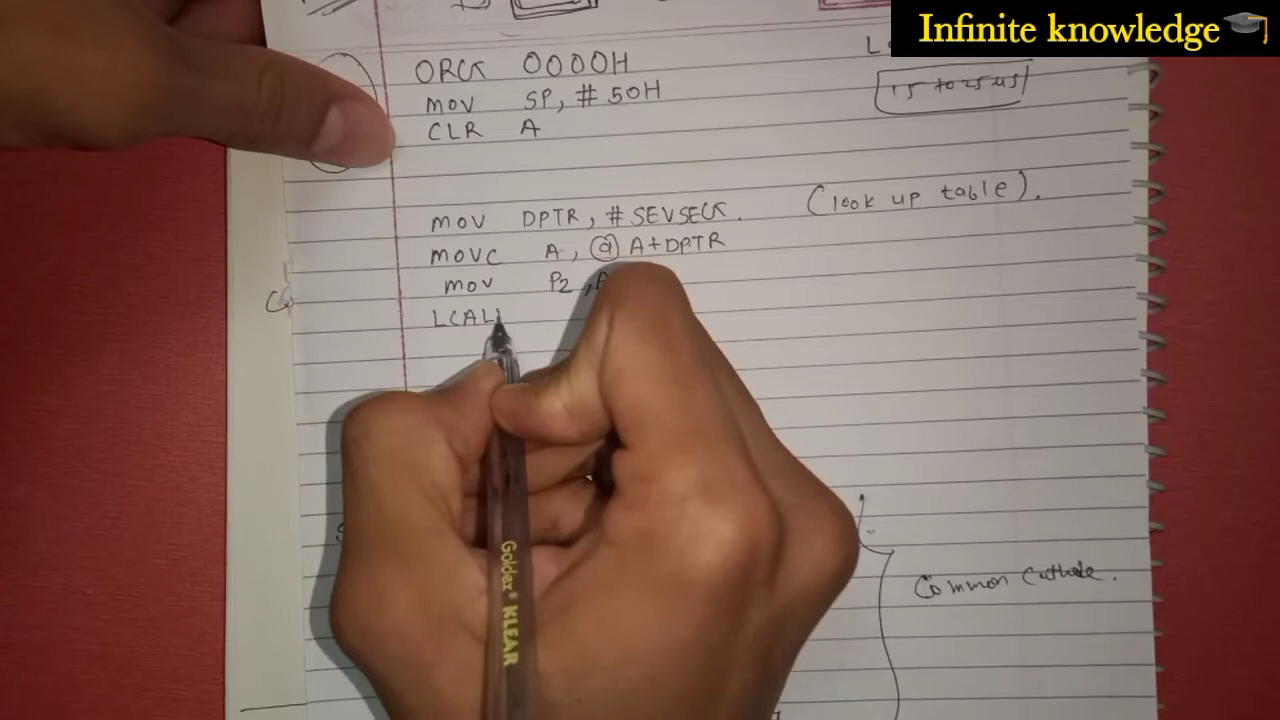 Infinite knowledge🎓
ORG 0000H
MOV SP, # 50H
CLR A
MOV DPTR, # SEVSEG. (look up table).
MOVC A, @ A+DPTR
MOV P2 ,
LCALL
Common Cathode.
Golder KLEAR